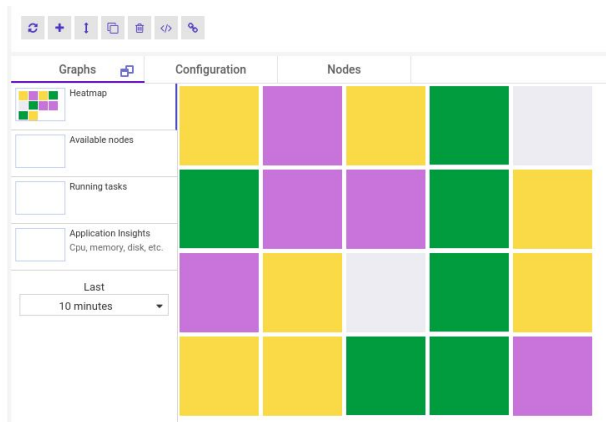 Graphs
Configuration
Nodes
Heatmap
Available nodes
Running tasks
Application Insights
Cpu, memory, disk, etc.
Last
10 minutes